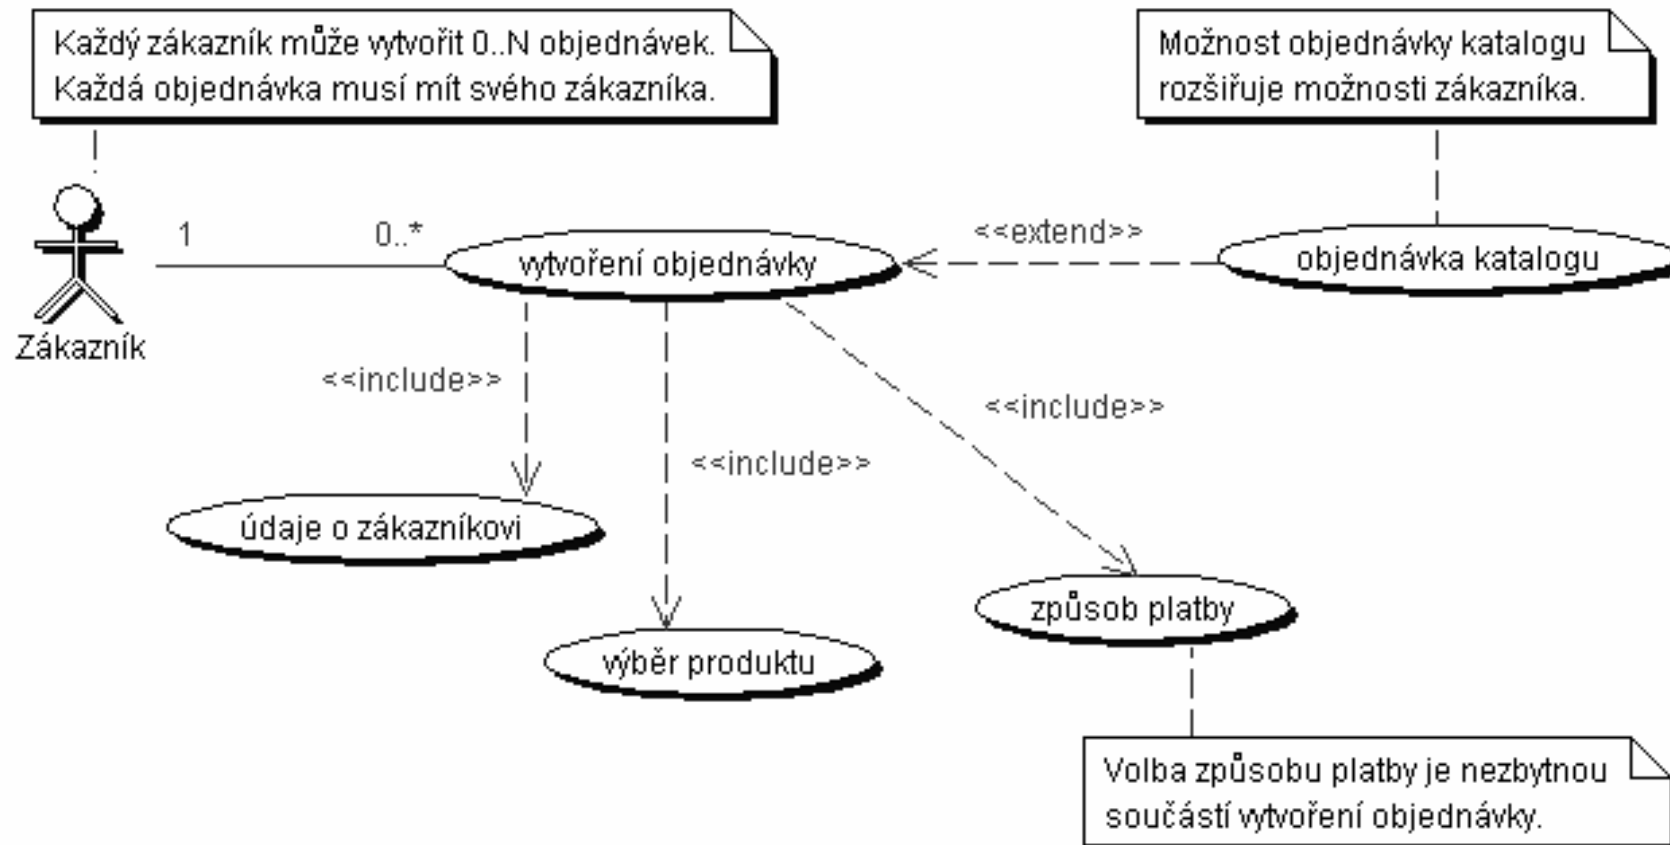 Každý zákazník může vytvořit 0..N objednávek.
Každá objednávka musí mít svého zákazníka.
Možnost objednávky katalogu
rozšiřuje možnosti zákazníka.
1
0..*
<<extend>>
vytvoření objednávky
objednávka katalogu
Zákazník
<<include>>
<<include>>
<<include>>
údaje o zákazníkovi
způsob platby
výběr produktu
Volba způsobu platby je nezbytnou
součástí vytvoření objednávky.